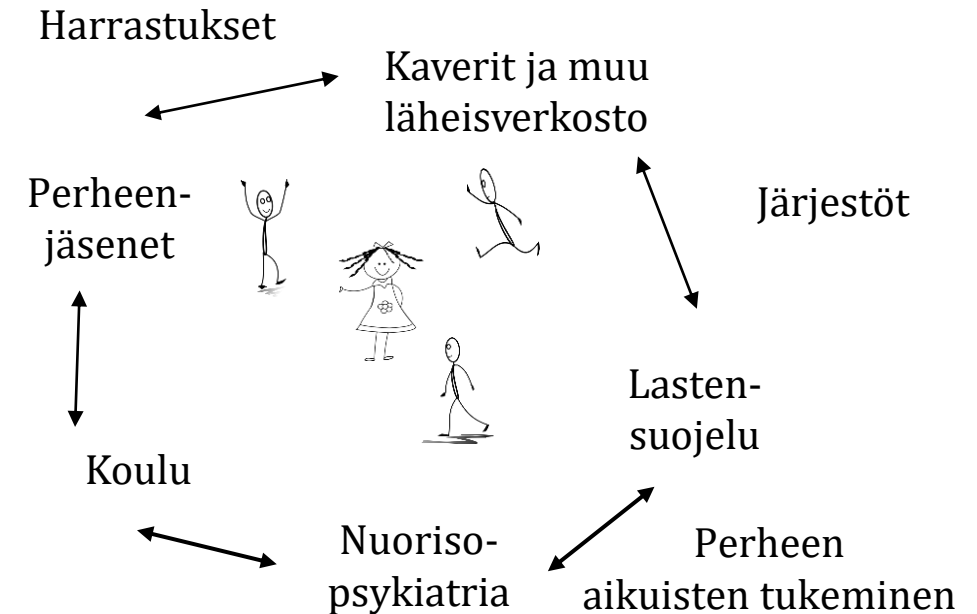 Harrastukset
Kaverit ja muu
läheisverkosto
Perheen-
jäsenet
Järjestöt
Lasten-
suojelu
Koulu
Nuoriso-
psykiatria
Perheen
aikuisten tukeminen